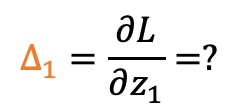 Δ₁ = ∂L/∂z₁ =?